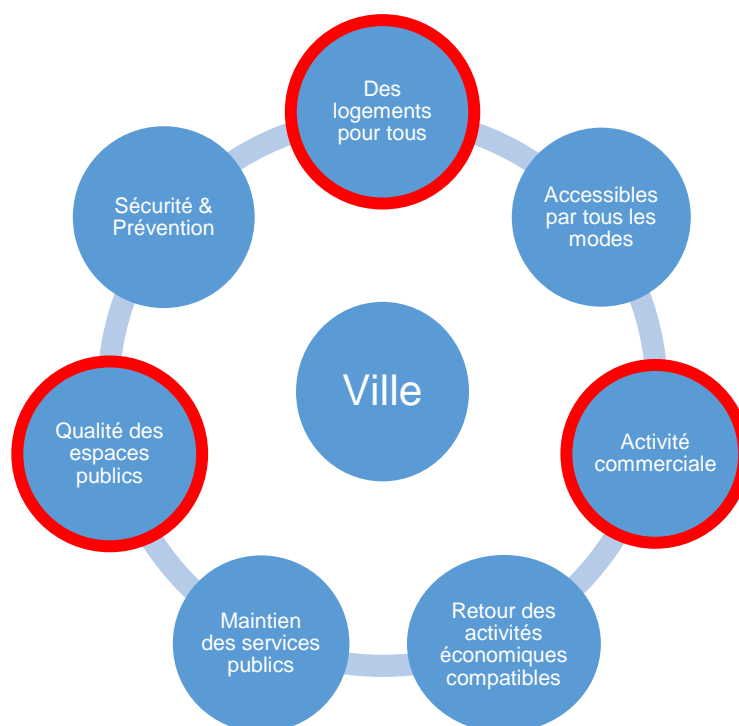 Des
logements
pour tous
Accessibles
par tous les
modes
Activité
commerciale
Retour des
activités
économiques
compatibles
Maintien
des services
publics
Qualité des
espaces
publics
Sécurité &
Prévention
Ville